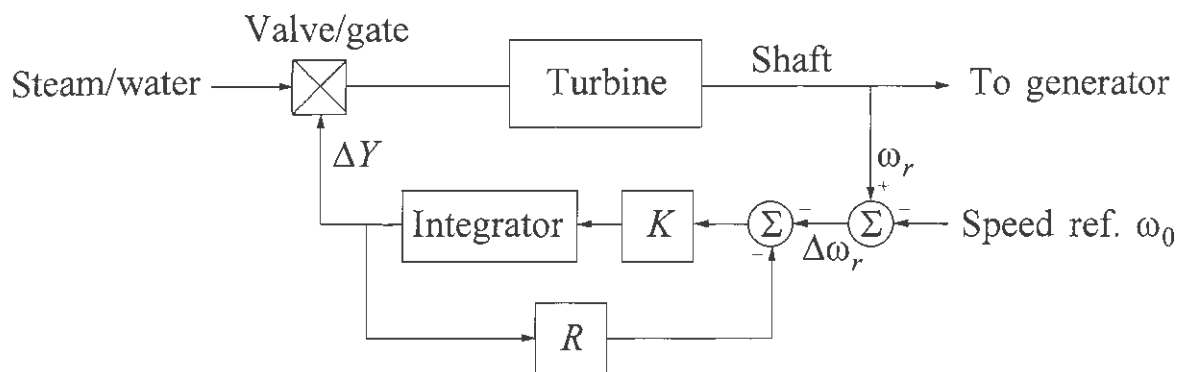 Valve/gate
Steam/water
Turbine
Shaft
To generator
ΔY
ω_r
+
−
−
−
Integrator
K
Σ
Σ
Δω_r
Speed ref. ω_0
R